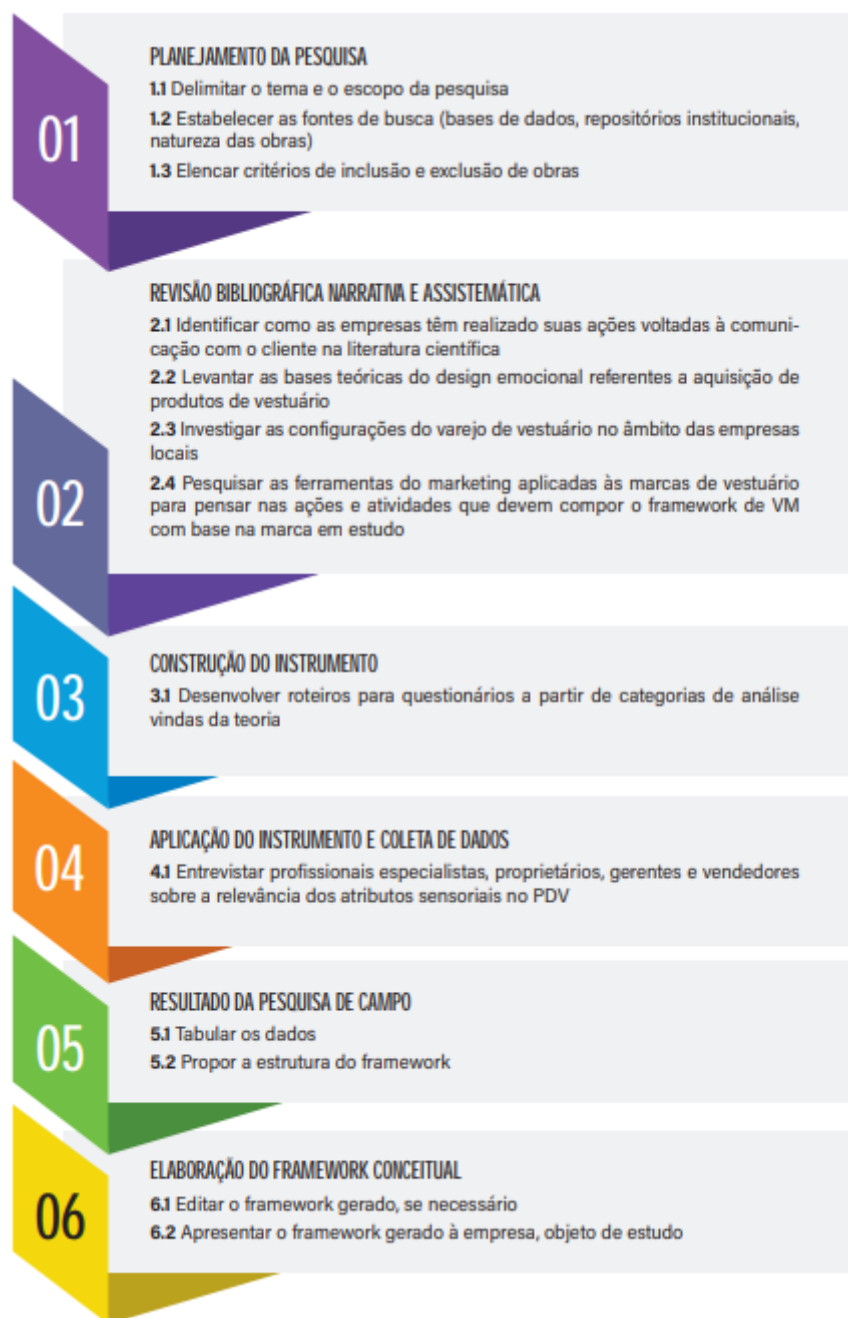 01
PLANEJAMENTO DA PESQUISA
1.1 Delimitar o tema e o escopo da pesquisa
1.2 Estabelecer as fontes de busca (bases de dados, repositórios institucionais,
natureza das obras)
1.3 Elencar critérios de inclusão e exclusão de obras
02
REVISÃO BIBLIOGRÁFICA NARRATIVA E ASSISTEMÁTICA
2.1 Identificar como as empresas têm realizado suas ações voltadas à comuni-
cação com o cliente na literatura científica
2.2 Levantar as bases teóricas do design emocional referentes a aquisição de
produtos de vestuário
2.3 Investigar as configurações do varejo de vestuário no âmbito das empresas
locais
2.4 Pesquisar as ferramentas do marketing aplicadas às marcas de vestuário
para pensar nas ações e atividades que devem compor o framework de VM
com base na marca em estudo
03
CONSTRUÇÃO DO INSTRUMENTO
3.1 Desenvolver roteiros para questionários a partir de categorias de análise
vindas da teoria
04
APLICAÇÃO DO INSTRUMENTO E COLETA DE DADOS
4.1 Entrevistar profissionais especialistas, proprietários, gerentes e vendedores
sobre a relevância dos atributos sensoriais no PDV
05
RESULTADO DA PESQUISA DE CAMPO
5.1 Tabular os dados
5.2 Propor a estrutura do framework
06
ELABORAÇÃO DO FRAMEWORK CONCEITUAL
6.1 Editar o framework gerado, se necessário
6.2 Apresentar o framework gerado à empresa, objeto de estudo